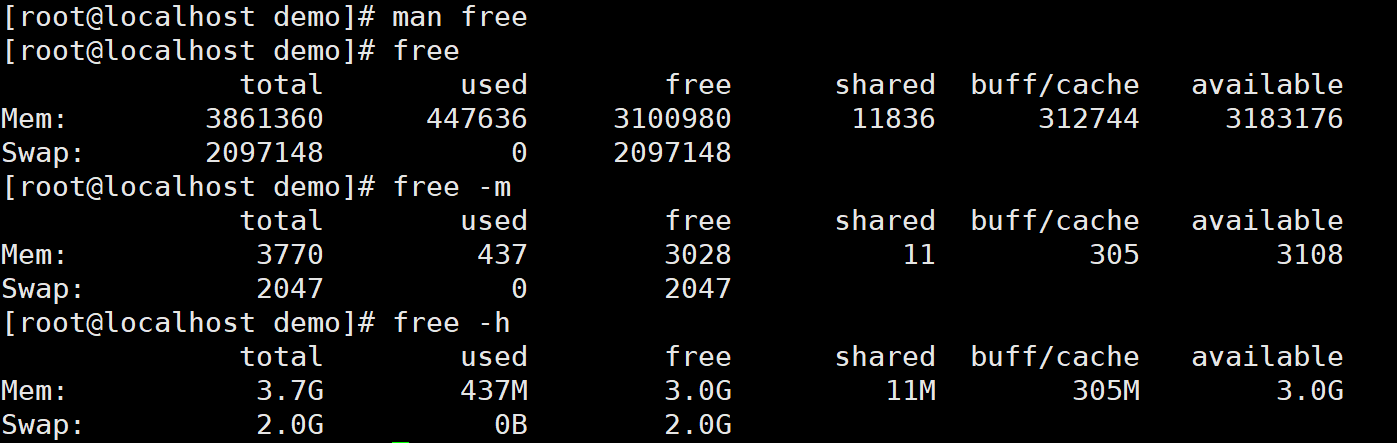 [root@localhost demo]# man free
[root@localhost demo]# free
              total        used        free      shared  buff/cache   available
Mem:        3861360      447636     3100980       11836      312744     3183176
Swap:       2097148           0     2097148
[root@localhost demo]# free -m
              total        used        free      shared  buff/cache   available
Mem:           3770         437        3028          11         305        3108
Swap:          2047           0        2047
[root@localhost demo]# free -h
              total        used        free      shared  buff/cache   available
Mem:           3.7G        437M        3.0G         11M        305M        3.0G
Swap:          2.0G          0B        2.0G